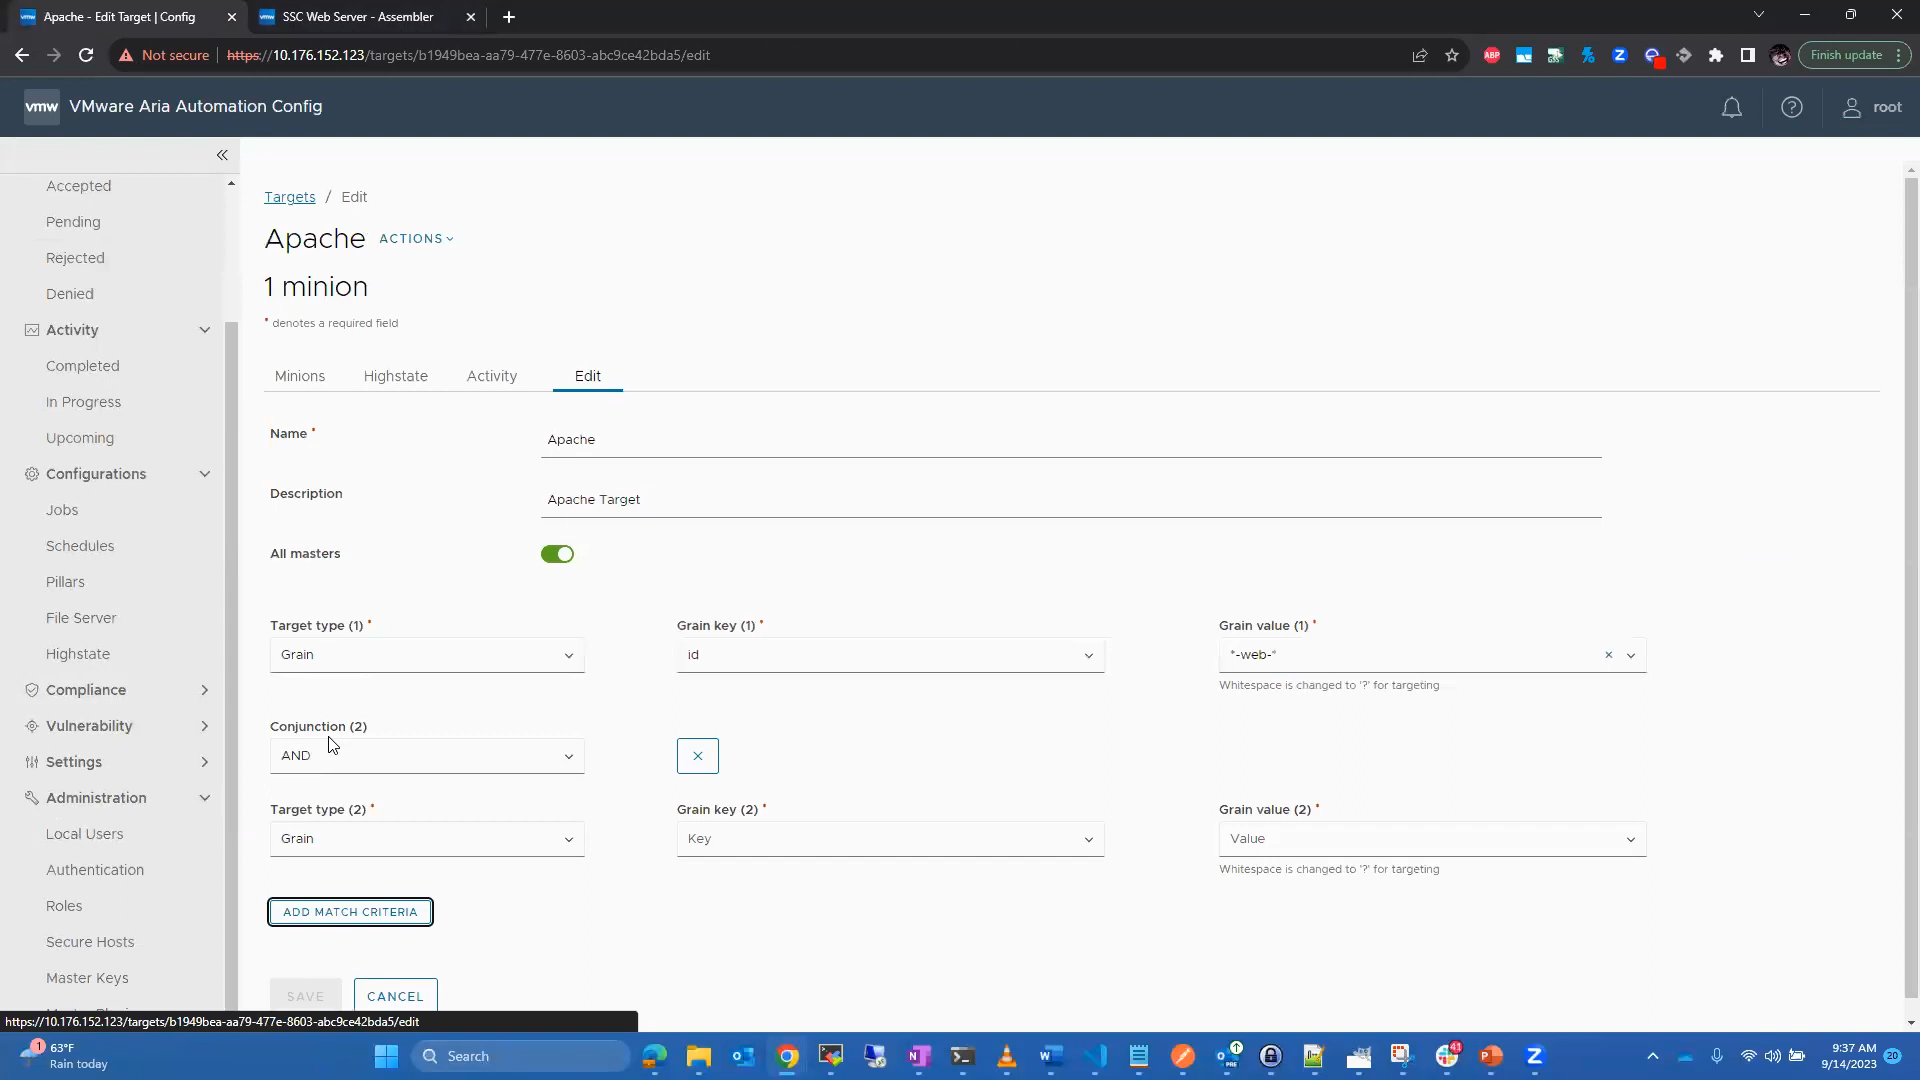 Apache - Edit Target | Config
SSC Web Server - Assembler
Not secure
https://10.176.152.123/targets/b1949bea-aa79-477e-8603-abc9ce42bda5/edit
ABP
Finish update
vmw
VMware Aria Automation Config
root
Accepted
Pending
Rejected
Denied
Activity
Completed
In Progress
Upcoming
Configurations
Jobs
Schedules
Pillars
File Server
Highstate
Compliance
Vulnerability
Settings
Administration
Local Users
Authentication
Roles
Secure Hosts
Master Keys
Targets / Edit
Apache ACTIONS
1 minion
* denotes a required field
Minions Highstate Activity Edit
Name *
Apache
Description
Apache Target
All masters
Target type (1) * Grain key (1) * Grain value (1) *
Grain id *-web-*
Whitespace is changed to '?' for targeting
Conjunction (2)
AND
Target type (2) * Grain key (2) * Grain value (2) *
Grain Key Value
Whitespace is changed to '?' for targeting
ADD MATCH CRITERIA
SAVE CANCEL
https://10.176.152.123/targets/b1949bea-aa79-477e-8603-abc9ce42bda5/edit
1
63°F
Rain today
Search
PRE
41
9:37 AM
9/14/2023
20